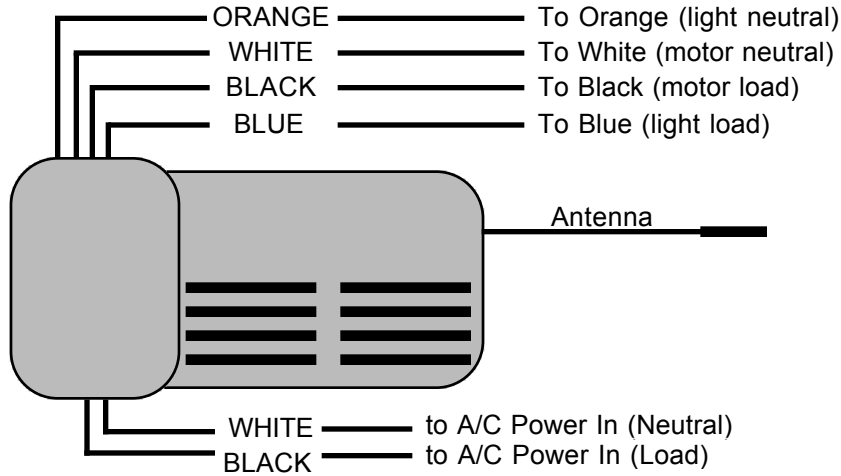 ORANGE To Orange (light neutral)
WHITE To White (motor neutral)
BLACK To Black (motor load)
BLUE To Blue (light load)
Antenna
WHITE to A/C Power In (Neutral)
BLACK to A/C Power In (Load)